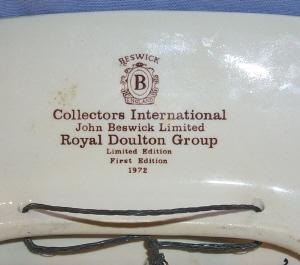 BESWICK
B
ENGLAND
Collectors International
John Beswick Limited
Royal Doulton Group
Limited Edition
First Edition
1972